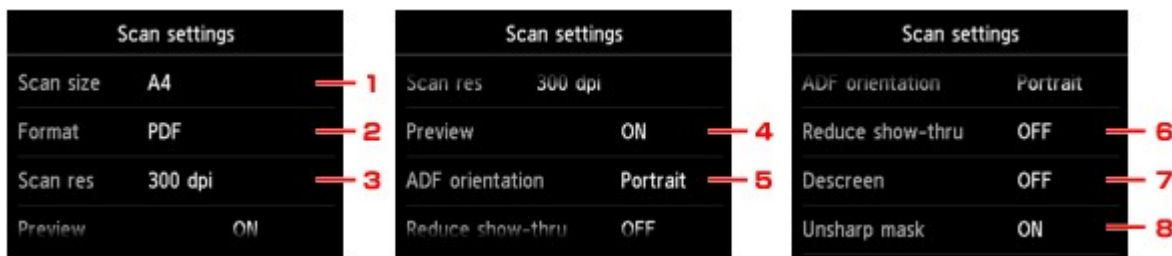 Scan settings
Scan size A4 1
Format PDF 2
Scan res 300 dpi 3
Preview ON
Scan settings
Scan res 300 dpi
Preview ON 4
ADF orientation Portrait 5
Reduce show-thru OFF
Scan settings
ADF orientation Portrait
Reduce show-thru OFF 6
Descreen OFF 7
Unsharp mask ON 8